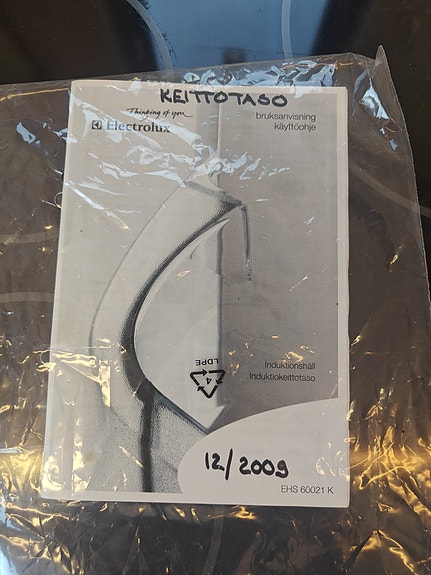 KEITTOTASO
Thinking of you
Electrolux
bruksanvisning
käyttöohje
LDPE
4
Induktionshäll
Induktiokeittotaso
12/2009
EHS 60021 K